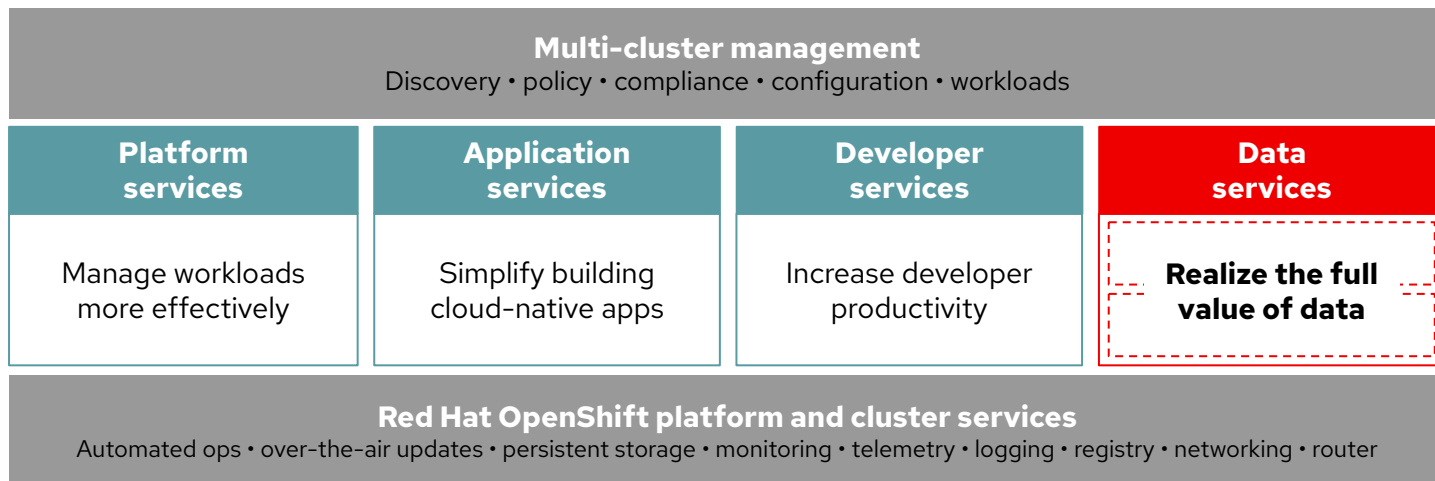 Multi-cluster management
Discovery • policy • compliance • configuration • workloads
Platform
services
Manage workloads
more effectively
Application
services
Simplify building
cloud-native apps
Developer
services
Increase developer
productivity
Data
services
Realize the full
value of data
Red Hat OpenShift platform and cluster services
Automated ops • over-the-air updates • persistent storage • monitoring • telemetry • logging • registry • networking • router